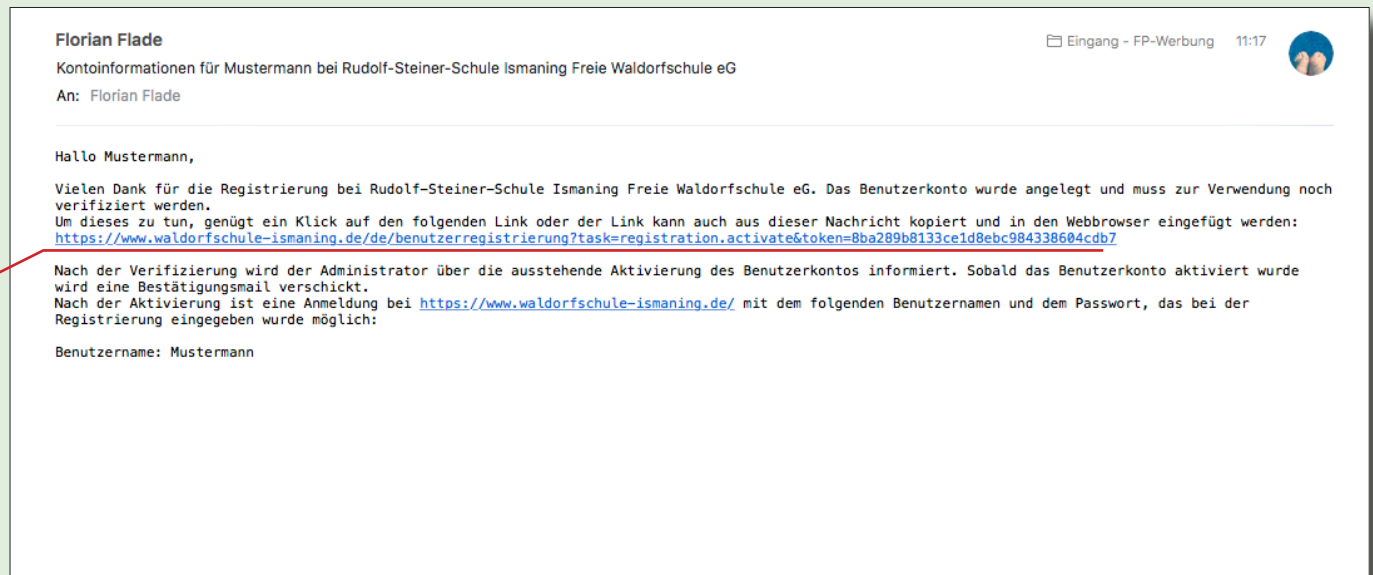 Florian Flade
Eingang - FP-Werbung 11:17
Kontoinformationen für Mustermann bei Rudolf-Steiner-Schule Ismaning Freie Waldorfschule eG
An: Florian Flade
Hallo Mustermann,
Vielen Dank für die Registrierung bei Rudolf-Steiner-Schule Ismaning Freie Waldorfschule eG. Das Benutzerkonto wurde angelegt und muss zur Verwendung noch
verifiziert werden.
Um dieses zu tun, genügt ein Klick auf den folgenden Link oder der Link kann auch aus dieser Nachricht kopiert und in den Webbrowser eingefügt werden:
https://www.waldorfschule-ismaning.de/de/benutzerregistrierung?task=registration.activate&token=8ba289b8133ce1d8ebc984338604cdb7
Nach der Verifizierung wird der Administrator über die ausstehende Aktivierung des Benutzerkontos informiert. Sobald das Benutzerkonto aktiviert wurde
wird eine Bestätigungsmail verschickt.
Nach der Aktivierung ist eine Anmeldung bei https://www.waldorfschule-ismaning.de/ mit dem folgenden Benutzernamen und dem Passwort, das bei der
Registrierung eingegeben wurde möglich:
Benutzername: Mustermann